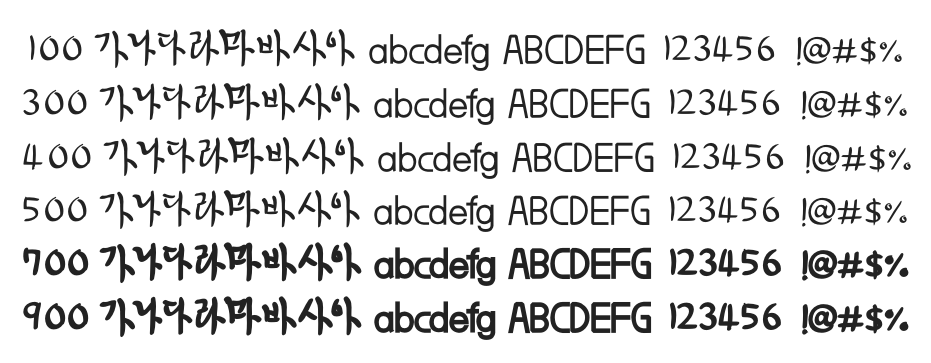 100 가나다라마바사아 abcdefg ABCDEFG 123456 !@#$%
300 가나다라마바사아 abcdefg ABCDEFG 123456 !@#$%
400 가나다라마바사아 abcdefg ABCDEFG 123456 !@#$%
500 가나다라마바사아 abcdefg ABCDEFG 123456 !@#$%
700 가나다라마바사아 abcdefg ABCDEFG 123456 !@#$%
900 가나다라마바사아 abcdefg ABCDEFG 123456 !@#$%